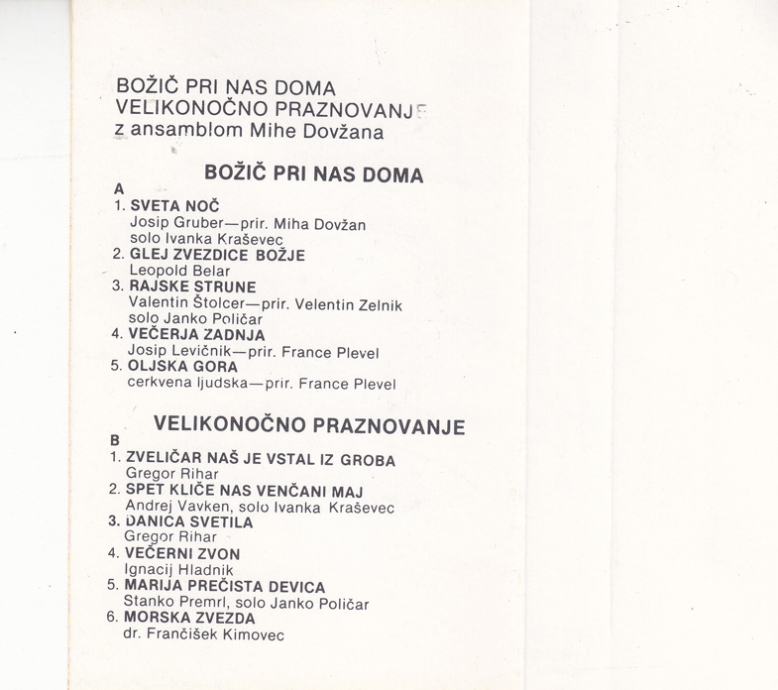 BOŽIČ PRI NAS DOMA
VELIKONOČNO PRAZNOVANJE
z ansamblom Mihe Dovžana
BOŽIČ PRI NAS DOMA
A
1. SVETA NOČ
Josip Gruber—prir. Miha Dovžan
solo Ivanka Kraševec
2. GLEJ ZVEZDICE BOŽJE
Leopold Belar
3. RAJSKE STRUNE
Valentin Štolcer—prir. Velentin Zelnik
solo Janko Poličar
4. VEČERJA ZADNJA
Josip Levičnik—prir. France Plevel
5. OLJSKA GORA
cerkvena ljudska—prir. France Plevel
VELIKONOČNO PRAZNOVANJE
B
1. ZVELIČAR NAŠ JE VSTAL IZ GROBA
Gregor Rihar
2. SPET KLIČE NAS VENČANI MAJ
Andrej Vavken, solo Ivanka Kraševec
3. DANICA SVETILA
Gregor Rihar
4. VEČERNI ZVON
Ignacij Hladnik
5. MARIJA PREČISTA DEVICA
Stanko Premrl, solo Janko Poličar
6. MORSKA ZVEZDA
dr. Frančišek Kimovec